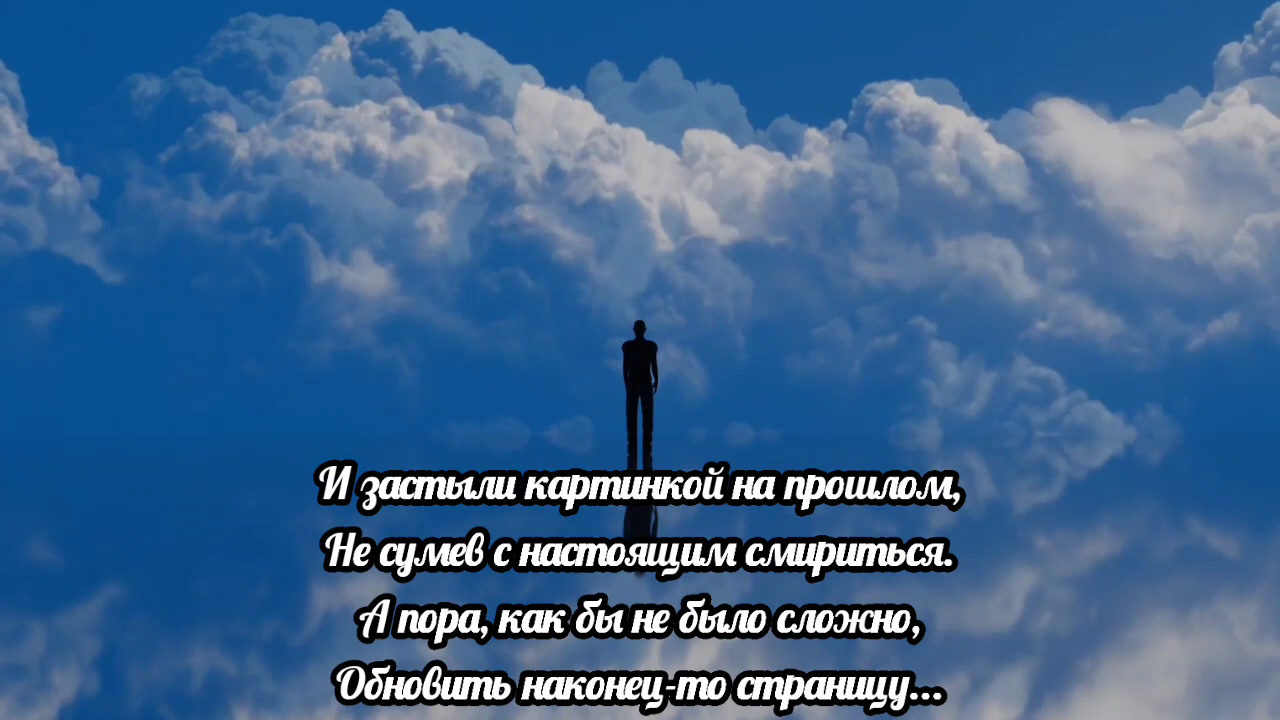 И застыли картинкой на прошлом,
Не сумев с настоящим смириться.
А пора, как бы не было сложно,
Обновить наконец-то страницу...